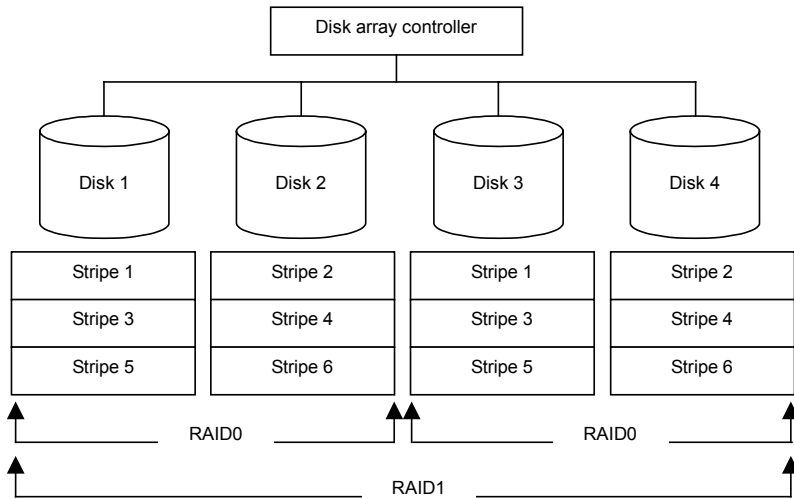 Disk array controller
Disk 1
Disk 2
Disk 3
Disk 4
Stripe 1
Stripe 2
Stripe 1
Stripe 2
Stripe 3
Stripe 4
Stripe 3
Stripe 4
Stripe 5
Stripe 6
Stripe 5
Stripe 6
RAID0
RAID0
RAID1